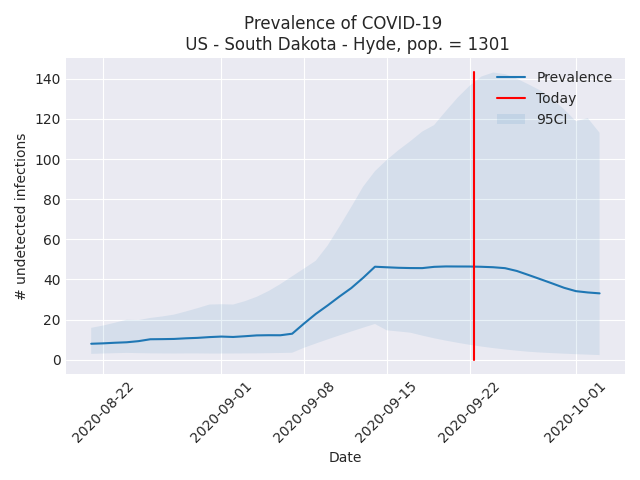 Prevalence of COVID-19
US - South Dakota - Hyde, pop. = 1301
# undetected infections
140
120
100
80
60
40
20
0
Prevalence
Today
95CI
2020-08-22
2020-09-01
2020-09-08
2020-09-15
2020-09-22
2020-10-01
Date